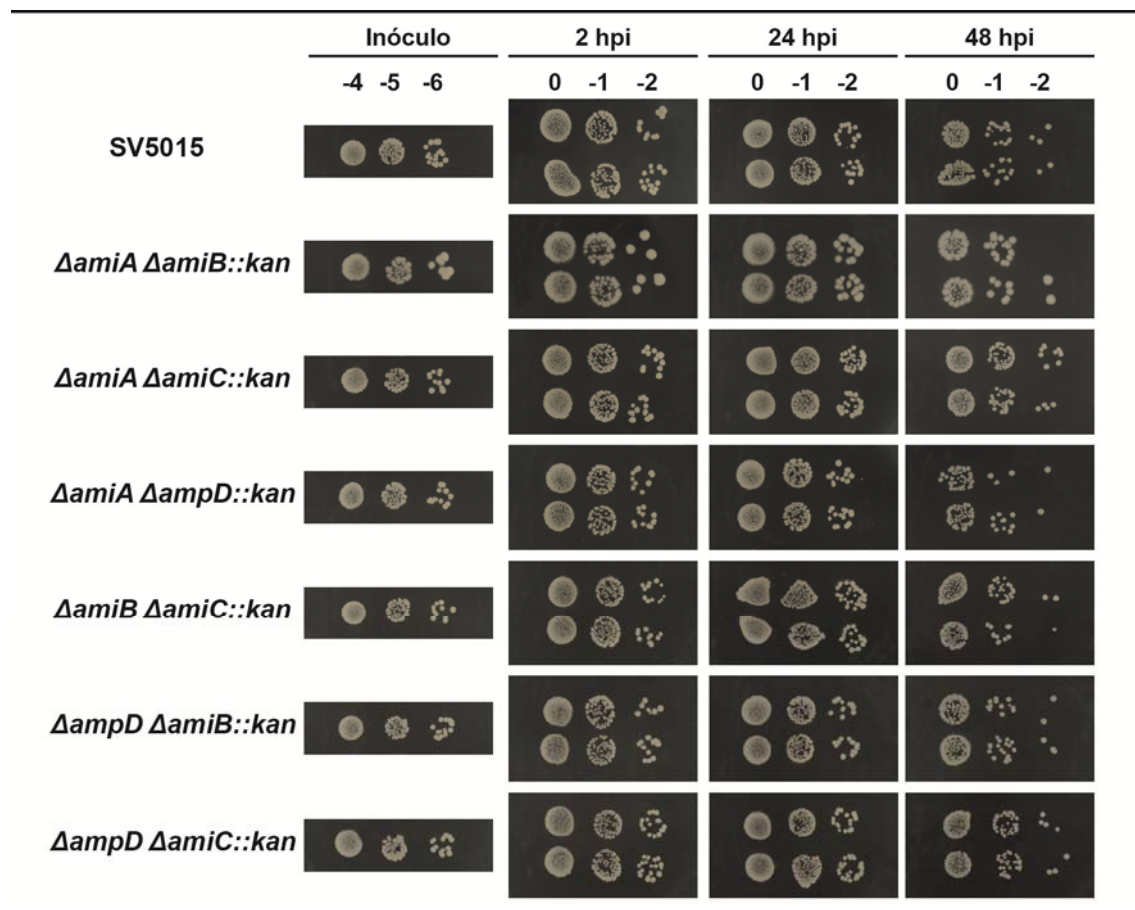 Inóculo 2 hpi 24 hpi 48 hpi
-4 -5 -6 0 -1 -2 0 -1 -2 0 -1 -2
SV5015
ΔamiA ΔamiB::kan
ΔamiA ΔamiC::kan
ΔamiA ΔampD::kan
ΔamiB ΔamiC::kan
ΔampD ΔamiB::kan
ΔampD ΔamiC::kan